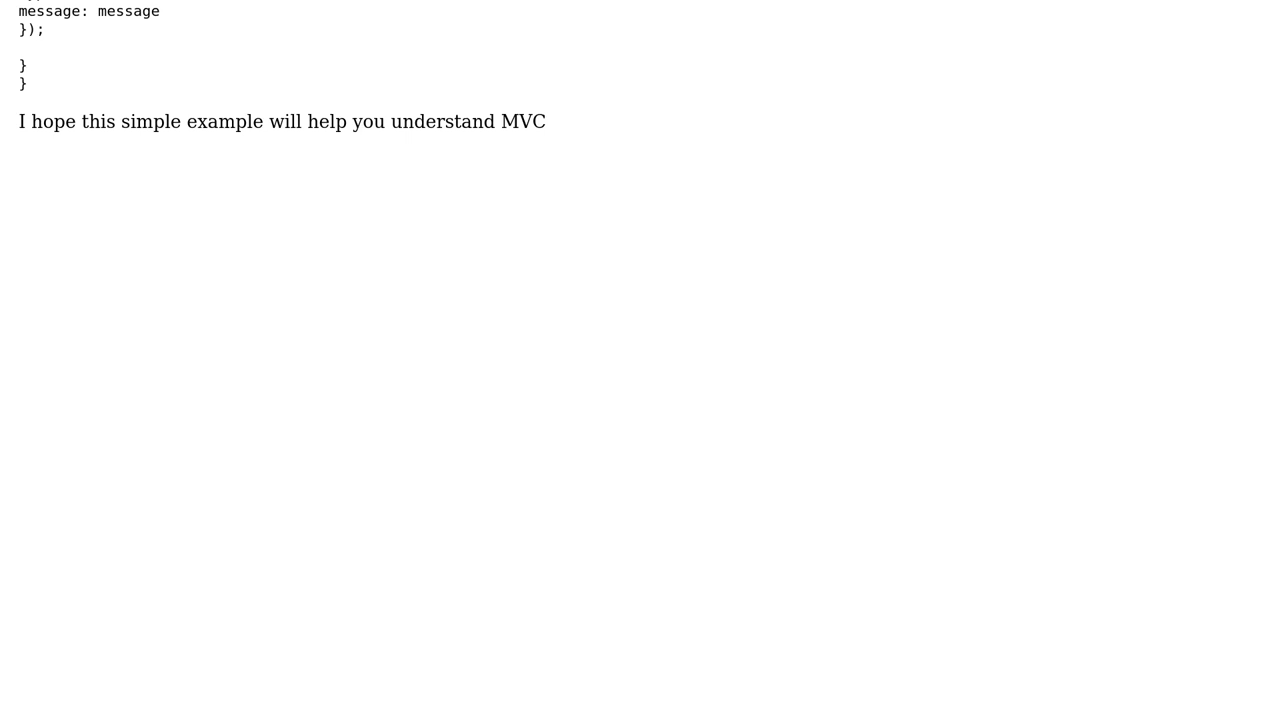 message: message
});
}
}
I hope this simple example will help you understand MVC